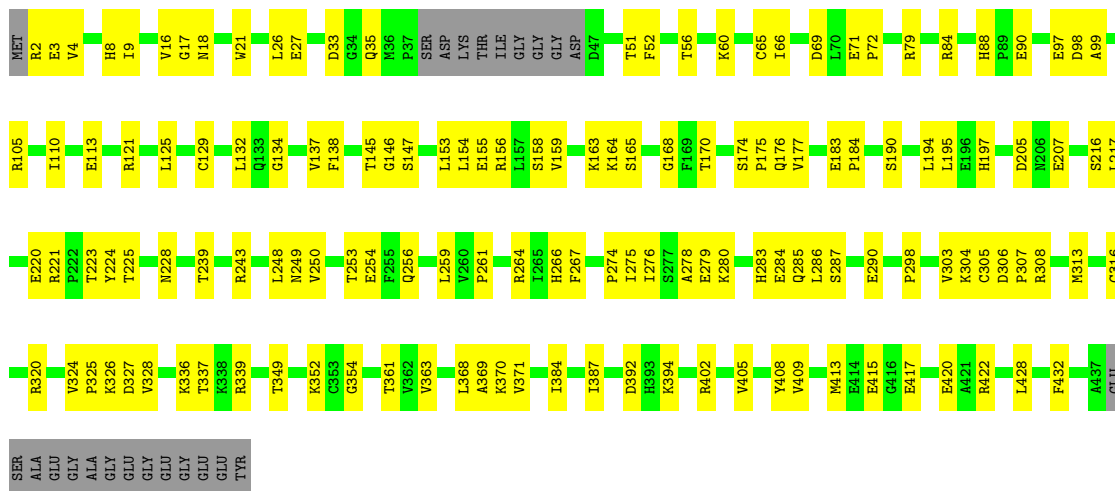 MET R2 E3 V4 H8 I9 V16 G17 N18 W21 L26 E27 D33 G34 Q35 M36 P37 SER ASP LYS THR ILE GLY GLY GLY ASP D47 T51 F52 T56 K60 C65 I66 D69 L70 E71 P72 R79 R84 H88 P89 E90 E97 D98 A99
R105 I110 E113 R121 L125 C129 L132 Q133 G134 V137 F138 T145 G146 S147 L153 L154 E155 R156 L157 S158 V159 K163 K164 S165 G168 F169 T170 S174 P175 Q176 V177 E183 P184 S190 L194 L195 E196 H197 D205 N206 E207 S216
E220 R221 P222 T223 Y224 T225 N228 T239 R243 L248 N249 V250 T253 E254 F255 Q256 L259 V260 P261 R264 I265 H266 F267 P274 I275 I276 S277 A278 E279 K280 H283 E284 Q285 L286 S287 E290 P298 V303 K304 C305 D306 P307 R308 M313
R320 V324 P325 K326 D327 V328 K336 T337 K338 R339 T349 K352 C353 G354 T361 V362 V363 L368 A369 K370 V371 I384 I387 D392 H393 K394 R402 V405 Y408 V409 M413 E414 E415 G416 E417 E420 A421 R422 L428 F432 A437
SER ALA GLU GLY ALA GLY LYS GLU GLY GLU GLY GLU GLU TYR